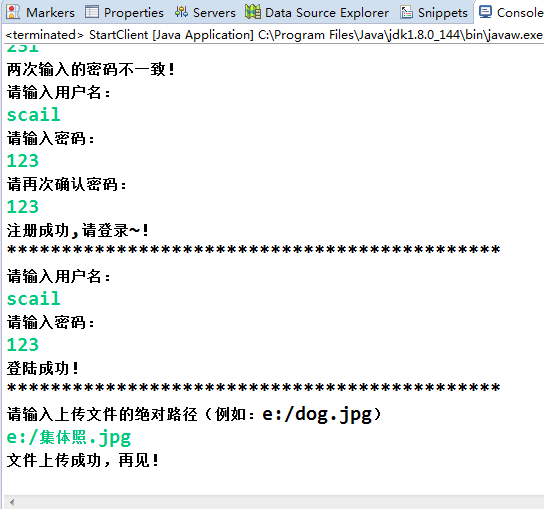 Markers Properties Servers Data Source Explorer Snippets Console
<terminated> StartClient [Java Application] C:\Program Files\Java\jdk1.8.0_144\bin\javaw.exe
231
两次输入的密码不一致!
请输入用户名:
scail
请输入密码:
123
请再次确认密码:
123
注册成功,请登录~!
*********************************************
请输入用户名:
scail
请输入密码:
123
登陆成功!
*********************************************
请输入上传文件的绝对路径(例如:e:/dog.jpg)
e:/集体照.jpg
文件上传成功,再见!